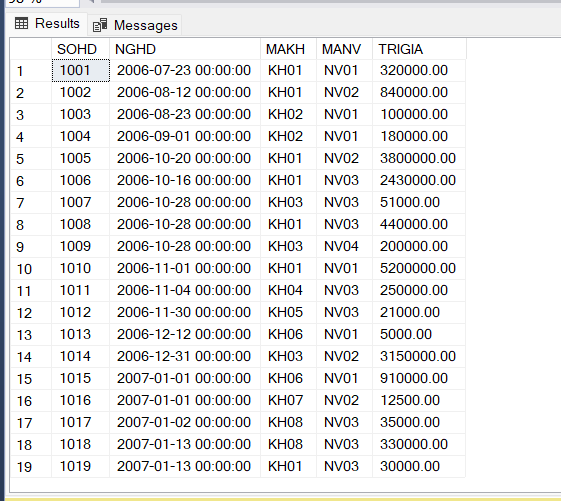 Results Messages
SOHD NGHD MAKH MANV TRIGIA
1 1001 2006-07-23 00:00:00 KH01 NV01 320000.00
2 1002 2006-08-12 00:00:00 KH01 NV02 840000.00
3 1003 2006-08-23 00:00:00 KH02 NV01 100000.00
4 1004 2006-09-01 00:00:00 KH02 NV01 180000.00
5 1005 2006-10-20 00:00:00 KH01 NV02 3800000.00
6 1006 2006-10-16 00:00:00 KH01 NV03 2430000.00
7 1007 2006-10-28 00:00:00 KH03 NV03 51000.00
8 1008 2006-10-28 00:00:00 KH01 NV03 440000.00
9 1009 2006-10-28 00:00:00 KH03 NV04 200000.00
10 1010 2006-11-01 00:00:00 KH01 NV01 5200000.00
11 1011 2006-11-04 00:00:00 KH04 NV03 250000.00
12 1012 2006-11-30 00:00:00 KH05 NV03 21000.00
13 1013 2006-12-12 00:00:00 KH06 NV01 5000.00
14 1014 2006-12-31 00:00:00 KH03 NV02 3150000.00
15 1015 2007-01-01 00:00:00 KH06 NV01 910000.00
16 1016 2007-01-01 00:00:00 KH07 NV02 12500.00
17 1017 2007-01-02 00:00:00 KH08 NV03 35000.00
18 1018 2007-01-13 00:00:00 KH08 NV03 330000.00
19 1019 2007-01-13 00:00:00 KH01 NV03 30000.00